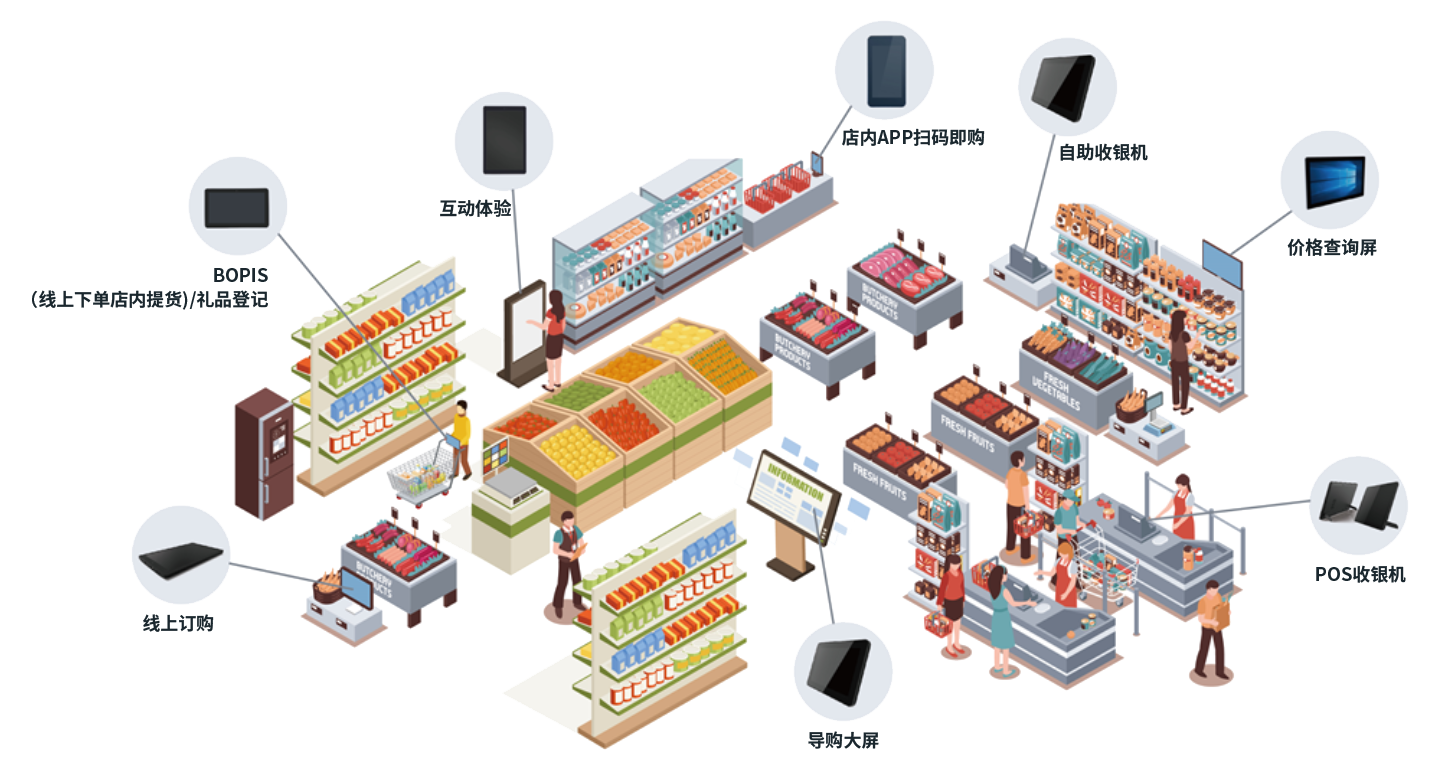 店内APP扫码即购
自助收银机
互动体验
价格查询屏
BOPIS
（线上下单店内提货)/礼品登记
BUTCHERY
PRODUCTS
BUTCHERY
PRODUCTS
FRESH
VEGETABLES
FRESH FRUITS
FRESH FRUITS
INFORMATION
BUTCHERY
PRODUCTS
POS收银机
线上订购
导购大屏